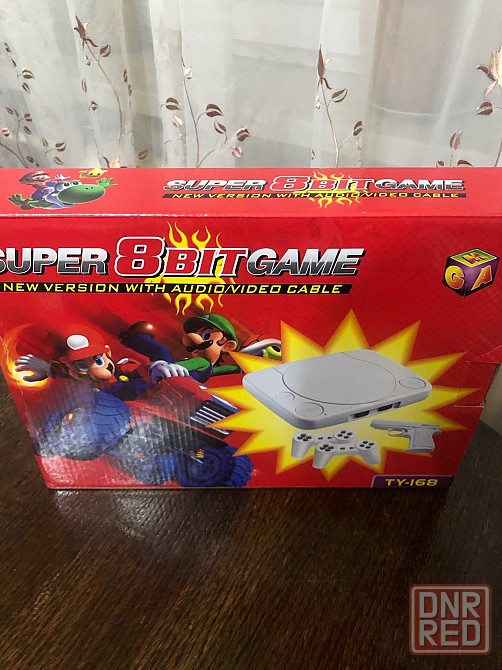 SUPER 8 BIT GAME
NEW VERSION WITH AUDIO/VIDEO CABLE
SUPER 8 BIT GAME
NEW VERSION WITH AUDIO/VIDEO CABLE
TY-168
DNR
RED